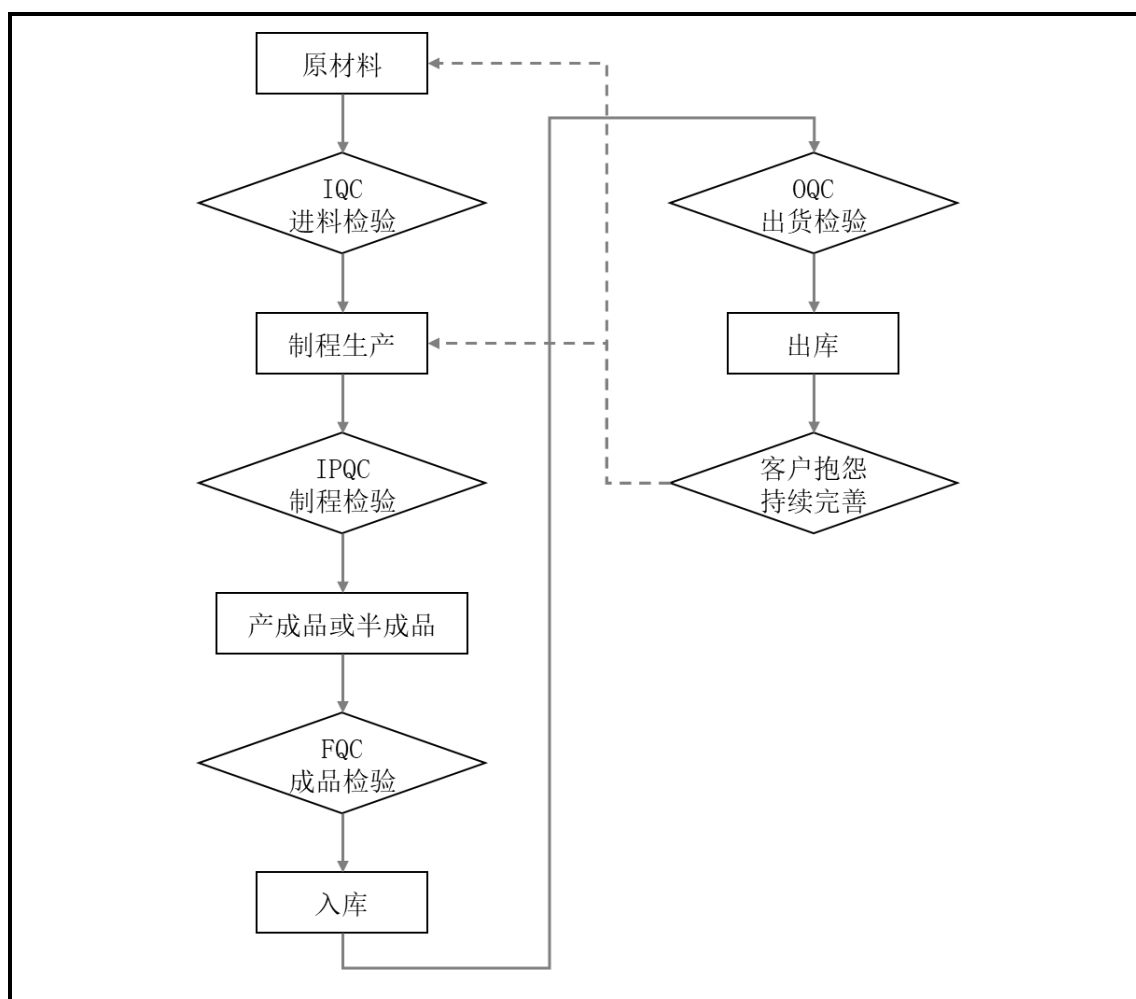 原材料
IQC
进料检验
制程生产
IPQC
制程检验
产成品或半成品
FQC
成品检验
入库
OQC
出货检验
出库
客户抱怨
持续完善